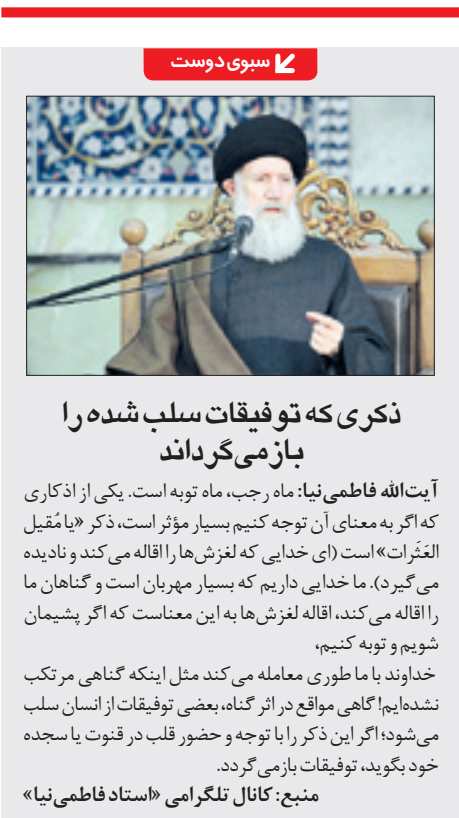 سبوی دوست
ذکری که توفیقات سلب شده را
بازمی‌گرداند
آیت‌الله فاطمی‌نیا: ماه رجب، ماه توبه است. یکی از اذکاری
که اگر به معنای آن توجه کنیم بسیار مؤثر است، ذکر «یا مُقیل
العَثَرات» است (ای خدایی که لغزش‌ها را اقاله می‌کند و نادیده
می‌گیرد). ما خدایی داریم که بسیار مهربان است و گناهان ما
را اقاله می‌کند، اقاله لغزش‌ها به این معناست که اگر پشیمان
شویم و توبه کنیم،
خداوند با ما طوری معامله می‌کند مثل اینکه گناهی مرتکب
نشده‌ایم! گاهی مواقع در اثر گناه، بعضی توفیقات از انسان سلب
می‌شود؛ اگر این ذکر را با توجه و حضور قلب در قنوت یا سجده
خود بگوید، توفیقات بازمی‌گردد.
منبع: کانال تلگرامی «استاد فاطمی‌نیا»